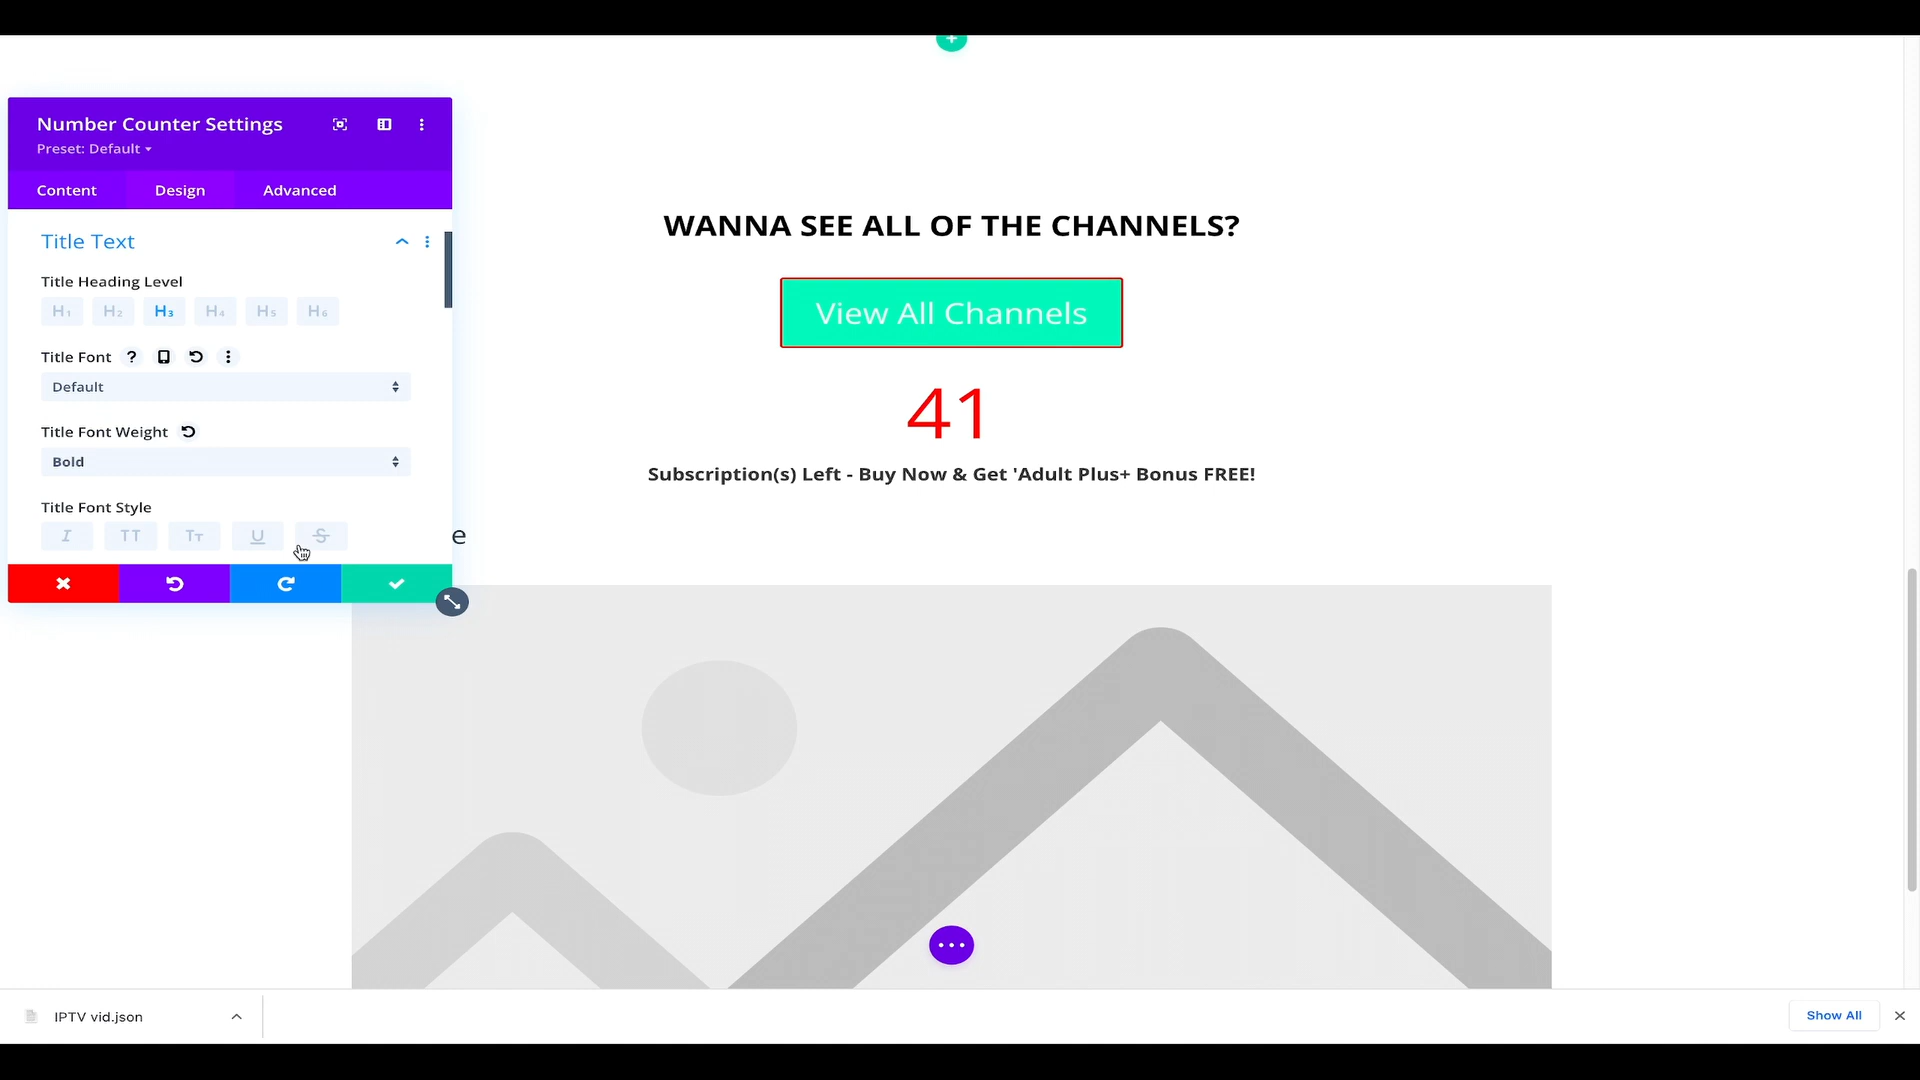 Number Counter Settings
Preset: Default
Content
Design
Advanced
Title Text
Title Heading Level
H1
H2
H3
H4
H5
H6
Title Font
?
Default
Title Font Weight
Bold
Title Font Style
I
TT
TT
U
S
WANNA SEE ALL OF THE CHANNELS?
View All Channels
41
Subscription(s) Left - Buy Now & Get 'Adult Plus+ Bonus FREE!
e
IPTV vid.json
Show All